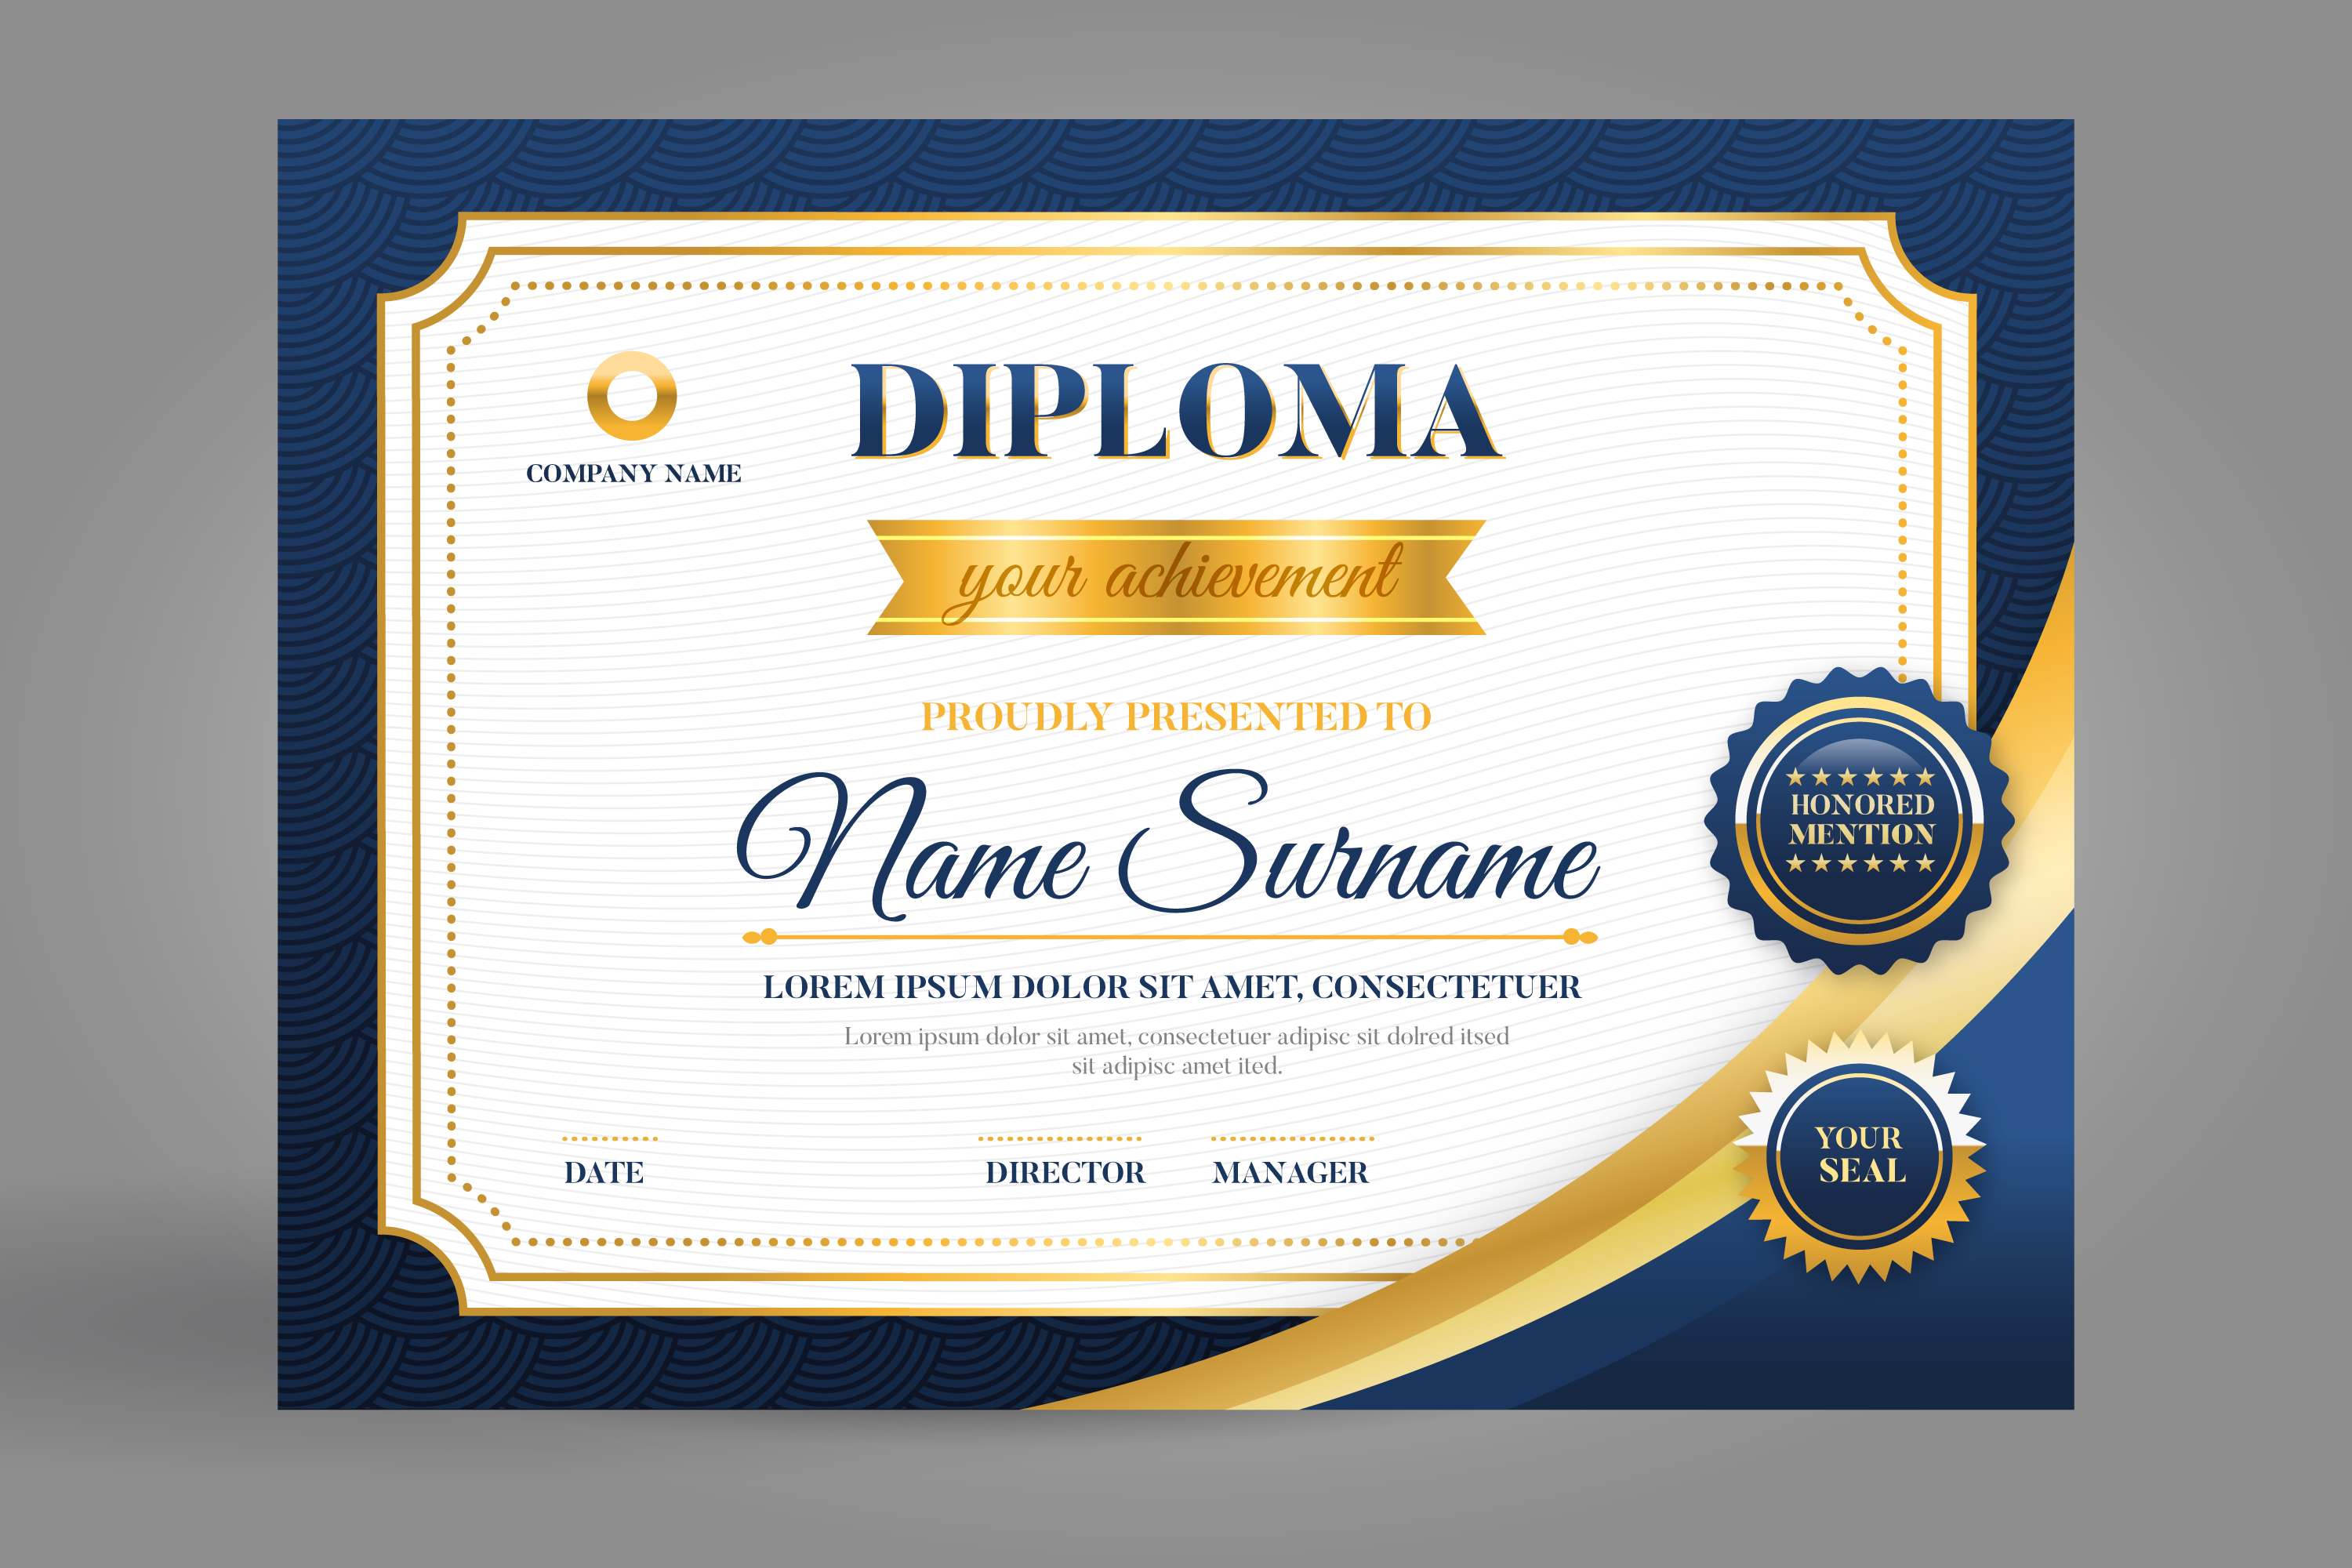 DIPLOMA
COMPANY NAME
your achievement
PROUDLY PRESENTED TO
Name Surname
HONORED
MENTION
LOREM IPSUM DOLOR SIT AMET, CONSECTETUER
Lorem ipsum dolor sit amet, consectetuer adipisc sit dolred itsed
sit adipisc amet ited.
DATE
DIRECTOR
MANAGER
YOUR
SEAL